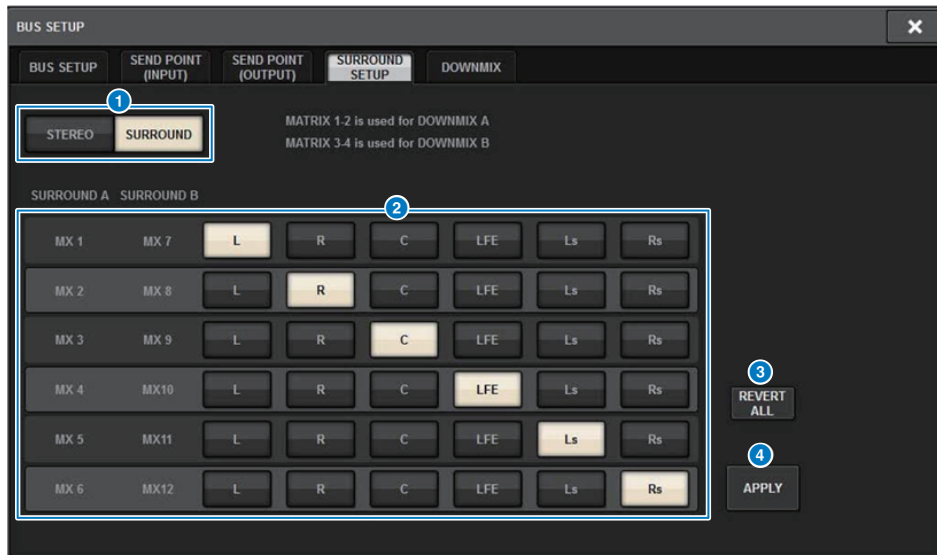 BUS SETUP
BUS SETUP
SEND POINT
(INPUT)
SEND POINT
(OUTPUT)
SURROUND
SETUP
DOWNMIX
1
STEREO SURROUND
MATRIX 1-2 is used for DOWNMIX A
MATRIX 3-4 is used for DOWNMIX B
SURROUND A SURROUND B
2
MX 1 MX 7 L R C LFE Ls Rs
MX 2 MX 8 L R C LFE Ls Rs
MX 3 MX 9 L R C LFE Ls Rs
MX 4 MX10 L R C LFE Ls Rs
MX 5 MX11 L R C LFE Ls Rs
MX 6 MX12 L R C LFE Ls Rs
3
REVERT
ALL
4
APPLY